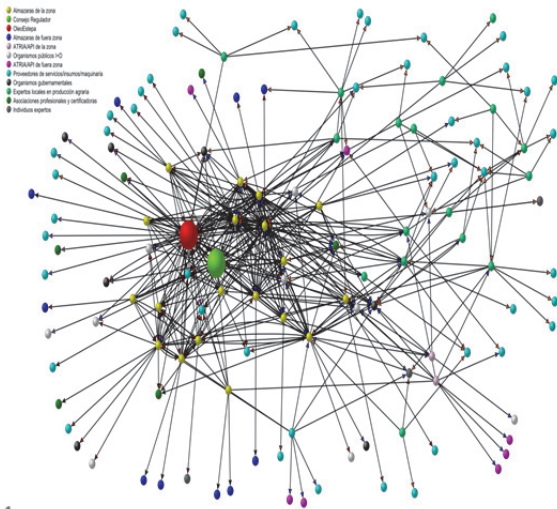 Almazaras de la zona
Consejo Regulador
OleoEstepa
Almazaras de fuera zona
ATRIA/API de la zona
Organismos públicos I+D
ATRIA/API de fuera zona
Proveedores de servicios/insumos/maquinaria
Organismos gubernamentales
Expertos locales en producción agraria
Asociaciones profesionales y certificadoras
Individuos expertos